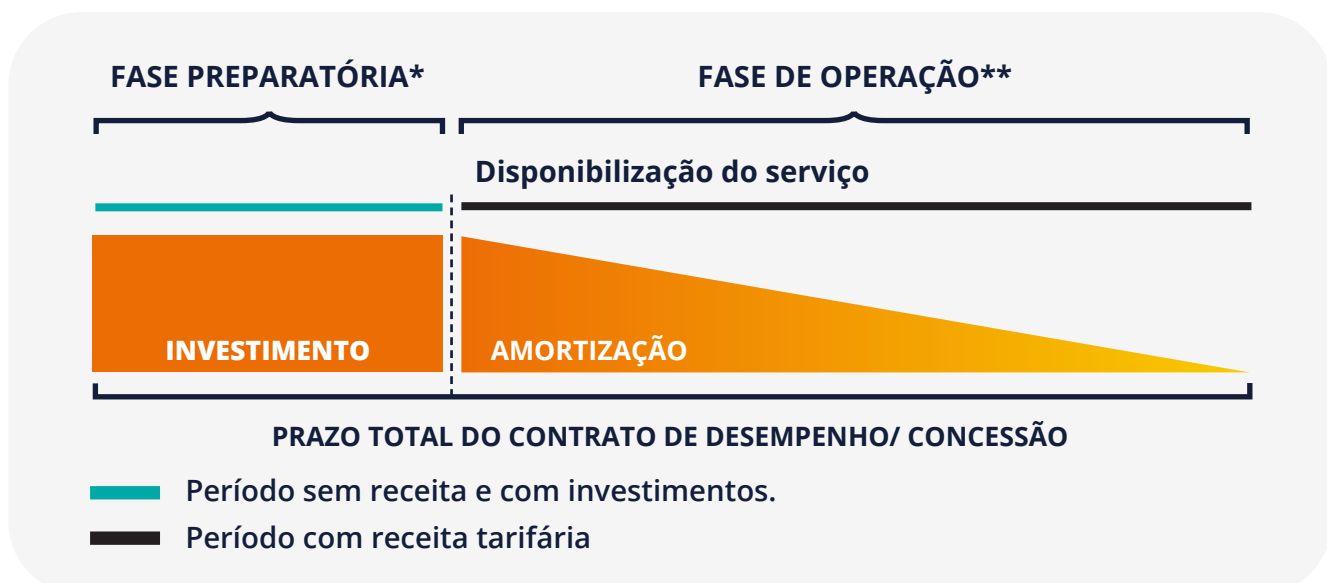 FASE PREPARATÓRIA*
FASE DE OPERAÇÃO**
Disponibilização do serviço
INVESTIMENTO
AMORTIZAÇÃO
PRAZO TOTAL DO CONTRATO DE DESEMPENHO/ CONCESSÃO
Período sem receita e com investimentos.
Período com receita tarifária